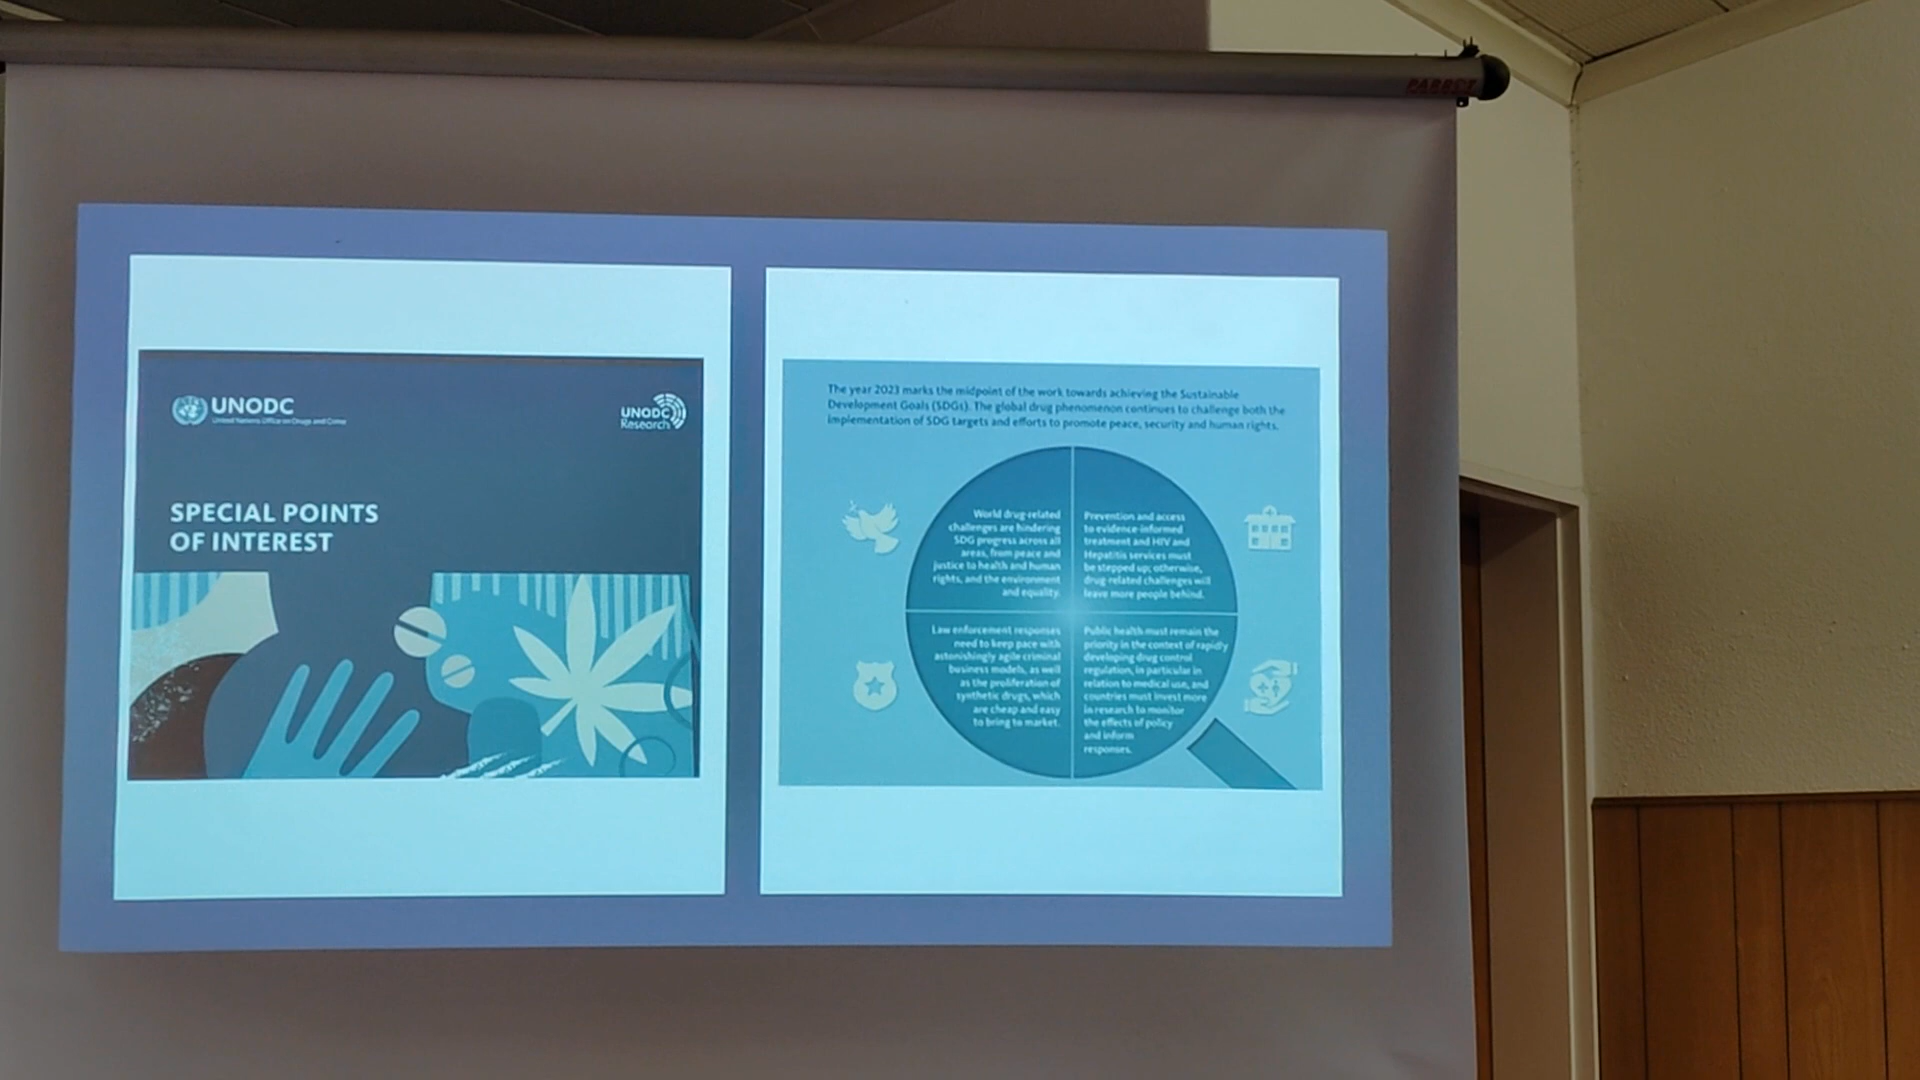 PARROT
UNODC
United Nations Office on Drugs and Crime
UNODC
Research
SPECIAL POINTS
OF INTEREST
The year 2023 marks the midpoint of the work towards achieving the Sustainable
Development Goals (SDGs). The global drug phenomenon continues to challenge both the
implementation of SDG targets and efforts to promote peace, security and human rights.
World drug-related
challenges are hindering
SDG progress across all
areas, from peace and
justice to health and human
rights, and the environment
and equality.
Prevention and access
to evidence-informed
treatment and HIV and
Hepatitis services must
be stepped up; otherwise,
drug-related challenges will
leave more people behind.
Law enforcement responses
need to keep pace with
astonishingly agile criminal
business models, as well
as the proliferation of
synthetic drugs, which
are cheap and easy
to bring to market.
Public health must remain the
priority in the context of rapidly
developing drug control
regulation, in particular in
relation to medical use, and
countries must invest more
in research to monitor
the effects of policy
and inform
responses.